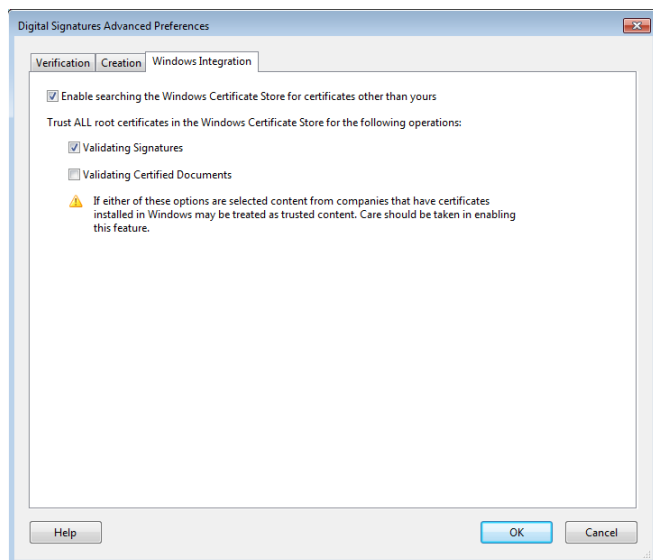 Digital Signatures Advanced Preferences
Verification Creation Windows Integration
Enable searching the Windows Certificate Store for certificates other than yours
Trust ALL root certificates in the Windows Certificate Store for the following operations:
Validating Signatures
Validating Certified Documents
If either of these options are selected content from companies that have certificates
installed in Windows may be treated as trusted content. Care should be taken in enabling
this feature.
Help OK Cancel